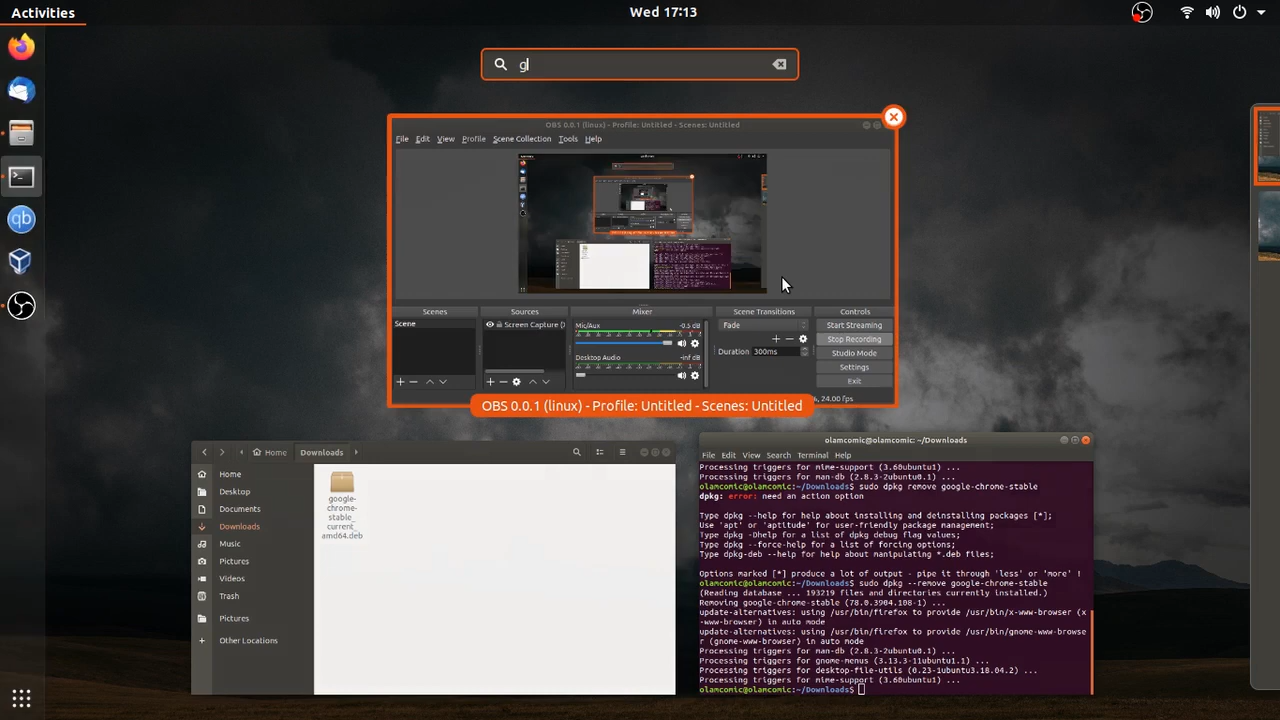 Activities
Wed 17:13
gl
OBS 0.0.1 (linux) - Profile: Untitled - Scenes: Untitled
File Edit View Profile Scene Collection Tools Help
Scenes Sources Mixer Scene Transitions Controls
Scene
Screen Capture (
Mic/Aux -0.5 dB
Desktop Audio -inf dB
Fade
Duration 300ms
Start Streaming
Stop Recording
Studio Mode
Settings
Exit
, 24.00 fps
OBS 0.0.1 (linux) - Profile: Untitled - Scenes: Untitled
Home Downloads
Home
Desktop
Documents
Downloads
Music
Pictures
Videos
Trash
Pictures
Other Locations
google-
chrome-
stable_
current_
amd64.deb
olamcomic@olamcomic: ~/Downloads
File Edit View Search Terminal Help
Processing triggers for mime-support (3.60ubuntu1) ...
Processing triggers for man-db (2.8.3-2ubuntu0.1) ...
olamcomic@olamcomic:~/Downloads$ sudo dpkg remove google-chrome-stable
dpkg: error: need an action option
Type dpkg --help for help about installing and deinstalling packages [*];
Use 'apt' or 'aptitude' for user-friendly package management;
Type dpkg -Dhelp for a list of dpkg debug flag values;
Type dpkg --force-help for a list of forcing options;
Type dpkg-deb --help for help about manipulating *.deb files;
Options marked [*] produce a lot of output - pipe it through 'less' or 'more' !
olamcomic@olamcomic:~/Downloads$ sudo dpkg --remove google-chrome-stable
(Reading database ... 193219 files and directories currently installed.)
Removing google-chrome-stable (78.0.3904.108-1) ...
update-alternatives: using /usr/bin/firefox to provide /usr/bin/x-www-browser (x
-www-browser) in auto mode
update-alternatives: using /usr/bin/firefox to provide /usr/bin/gnome-www-browse
r (gnome-www-browser) in auto mode
Processing triggers for man-db (2.8.3-2ubuntu0.1) ...
Processing triggers for gnome-menus (3.13.3-11ubuntu1.1) ...
Processing triggers for desktop-file-utils (0.23-1ubuntu3.18.04.2) ...
Processing triggers for mime-support (3.60ubuntu1) ...
olamcomic@olamcomic:~/Downloads$